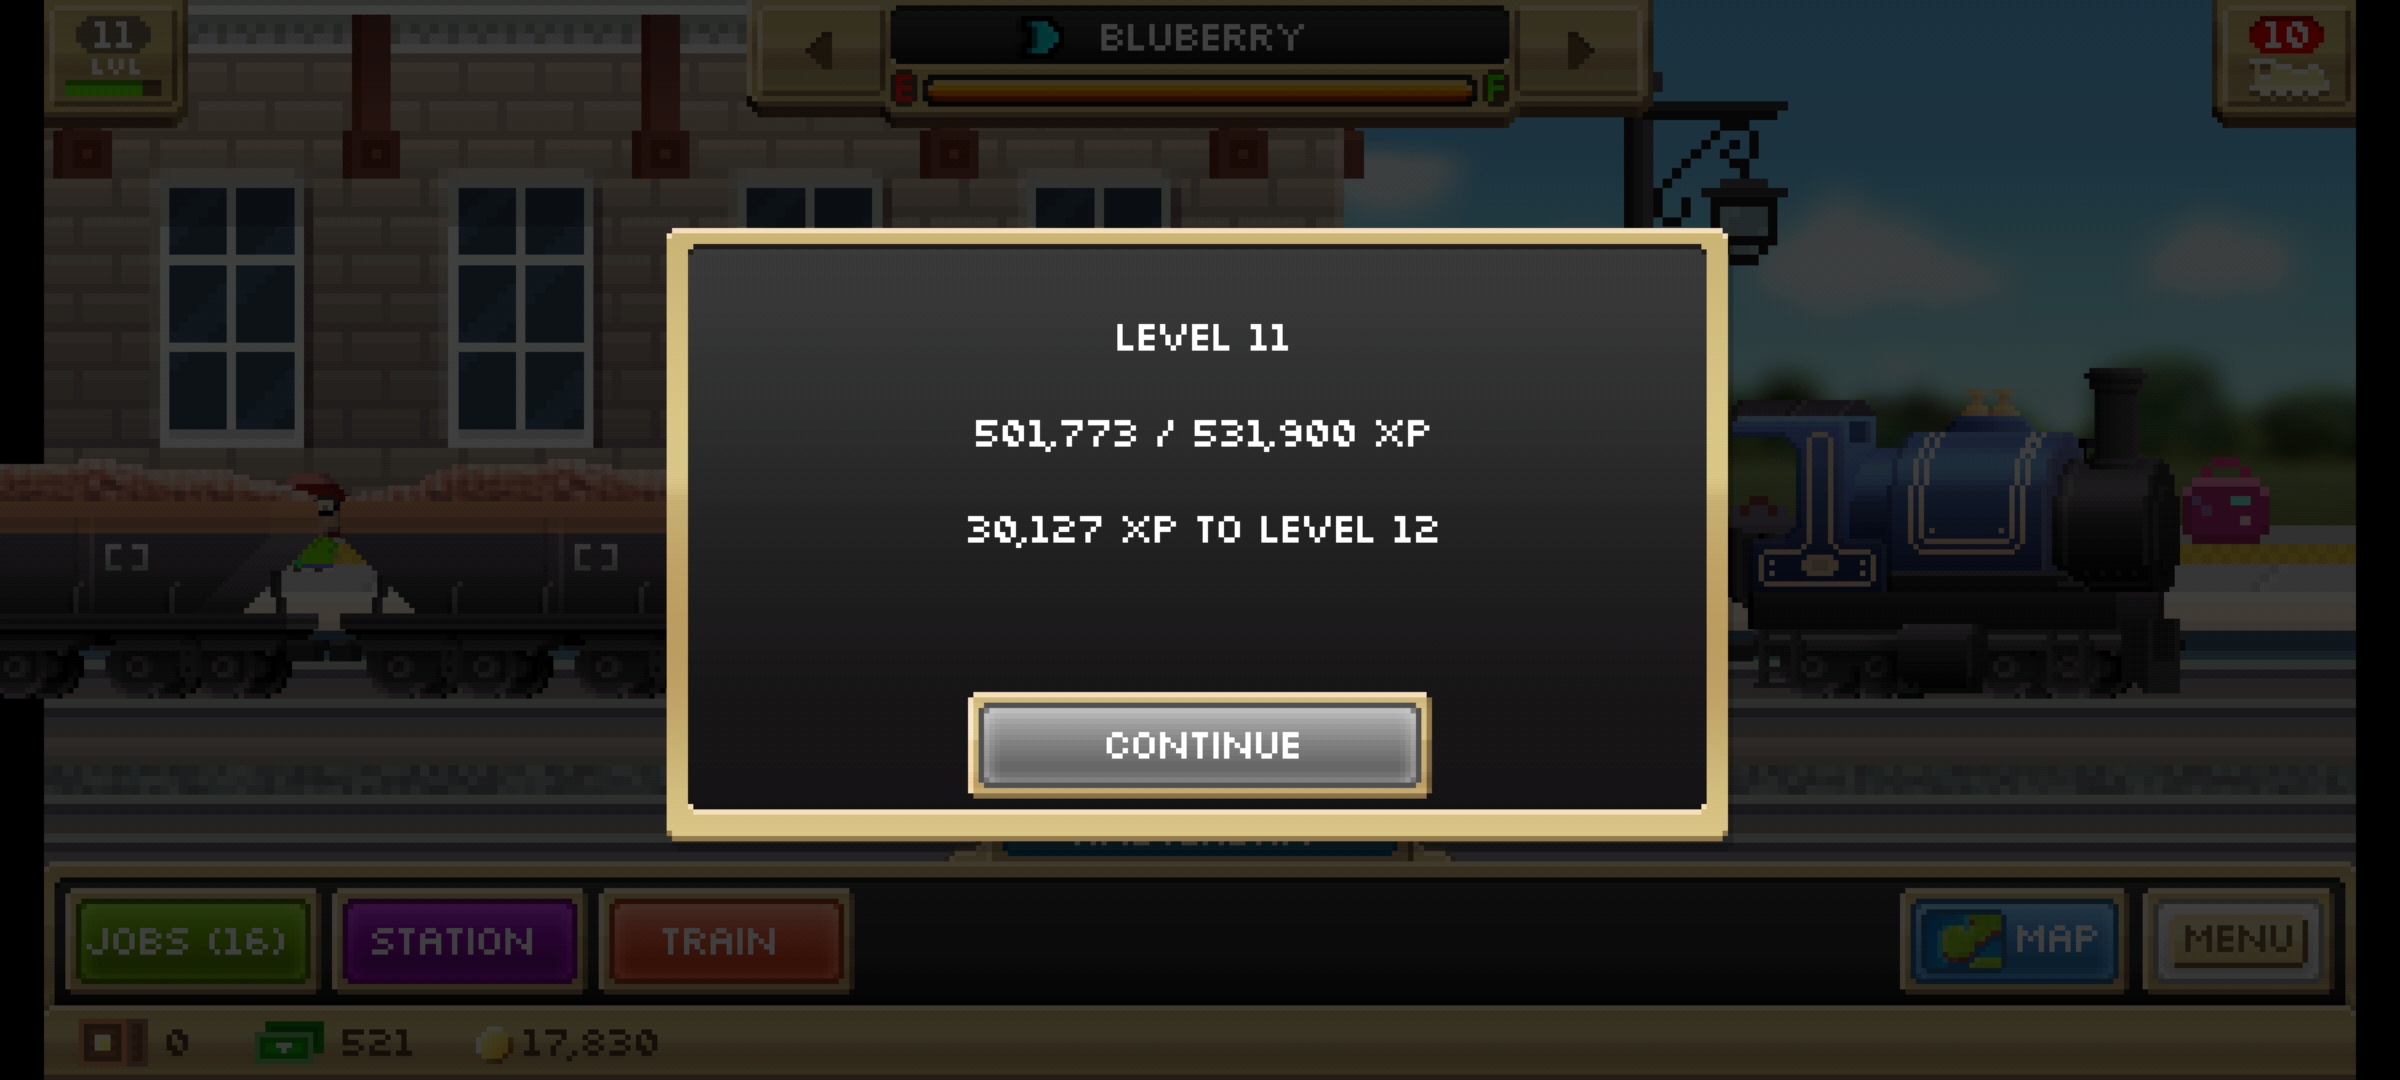 11
LVL
BLUBERRY
E
F
10
LEVEL 11
501,773 / 531,900 XP
30,127 XP TO LEVEL 12
CONTINUE
JOBS (16)
STATION
TRAIN
MAP
MENU
0
521
17,830